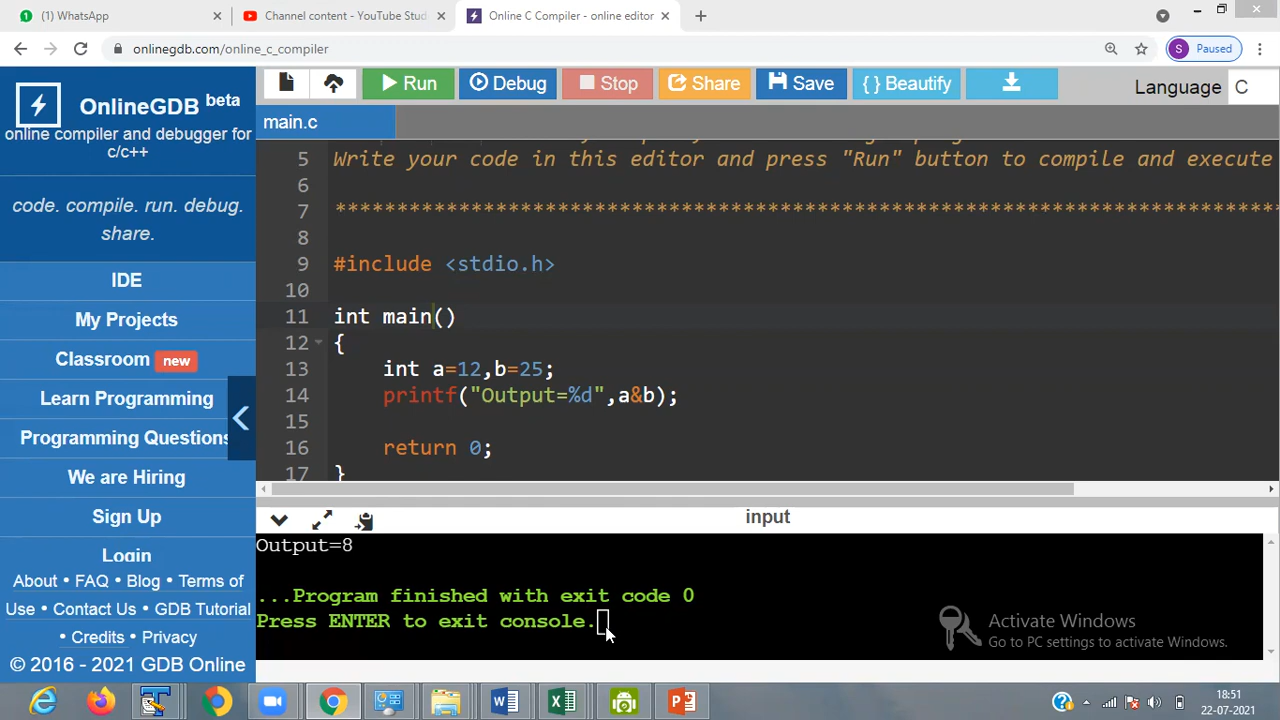 (1) WhatsApp
Channel content - YouTube Stud
Online C Compiler - online editor
onlinegdb.com/online_c_compiler
S Paused
OnlineGDB beta
online compiler and debugger for
c/c++
code. compile. run. debug.
share.
IDE
My Projects
Classroom new
Learn Programming
Programming Questions
We are Hiring
Sign Up
Login
About • FAQ • Blog • Terms of
Use • Contact Us • GDB Tutorial
• Credits • Privacy
© 2016 - 2021 GDB Online
Run Debug Stop Share Save { } Beautify Language C
main.c
5 Write your code in this editor and press "Run" button to compile and execute
6
7 *******************************************************************************
8
9 #include <stdio.h>
10
11 int main()
12 {
13 int a=12,b=25;
14 printf("Output=%d",a&b);
15
16 return 0;
17 }
input
Output=8
...Program finished with exit code 0
Press ENTER to exit console.
Activate Windows
Go to PC settings to activate Windows.
18:51
22-07-2021